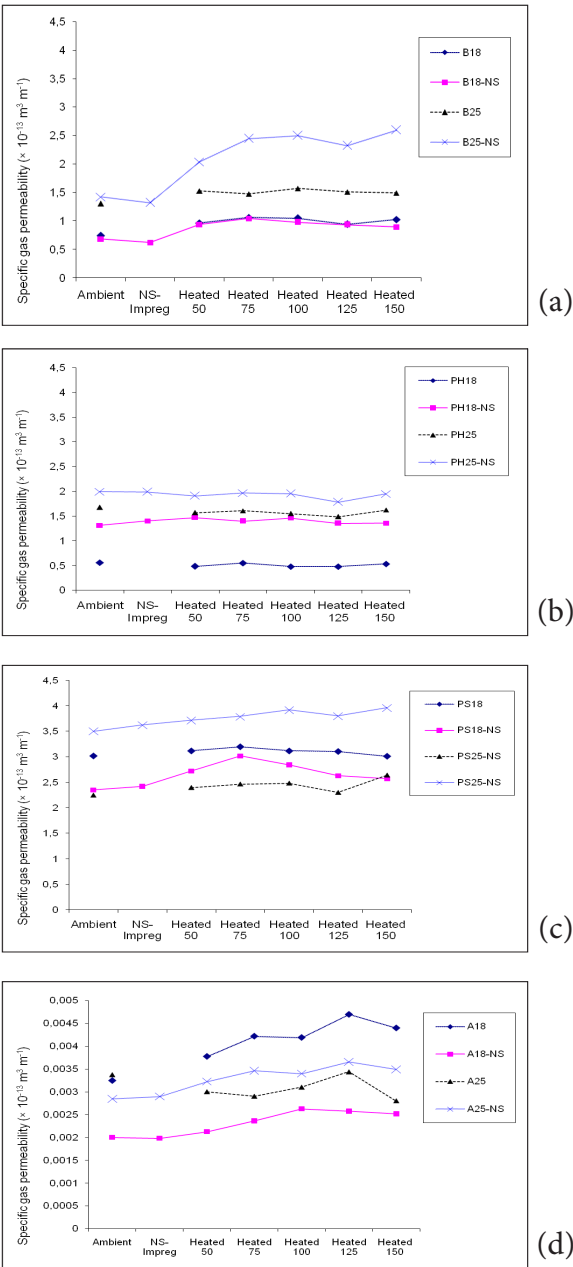 Specific gas permeability (× 10⁻¹³ m³ m⁻¹)
4,5
4
3,5
3
2,5
2
1,5
1
0,5
0
Ambient
NS-Impreg
Heated 50
Heated 75
Heated 100
Heated 125
Heated 150
B18
B18-NS
B25
B25-NS
(a)
Specific gas permeability (× 10⁻¹³ m³ m⁻¹)
4,5
4
3,5
3
2,5
2
1,5
1
0,5
0
Ambient
NS-Impreg
Heated 50
Heated 75
Heated 100
Heated 125
Heated 150
PH18
PH18-NS
PH25
PH25-NS
(b)
Specific gas permeability (× 10⁻¹³ m³ m⁻¹)
4,5
4
3,5
3
2,5
2
1,5
1
0,5
0
Ambient
NS-Impreg
Heated 50
Heated 75
Heated 100
Heated 125
Heated 150
PS18
PS18-NS
PS25-NS
PS25-NS
(c)
Specific gas permeability (× 10⁻¹³ m³ m⁻¹)
0,005
0,0045
0,004
0,0035
0,003
0,0025
0,002
0,0015
0,001
0,0005
0
Ambient
NS-Impreg
Heated 50
Heated 75
Heated 100
Heated 125
Heated 150
A18
A18-NS
A25
A25-NS
(d)